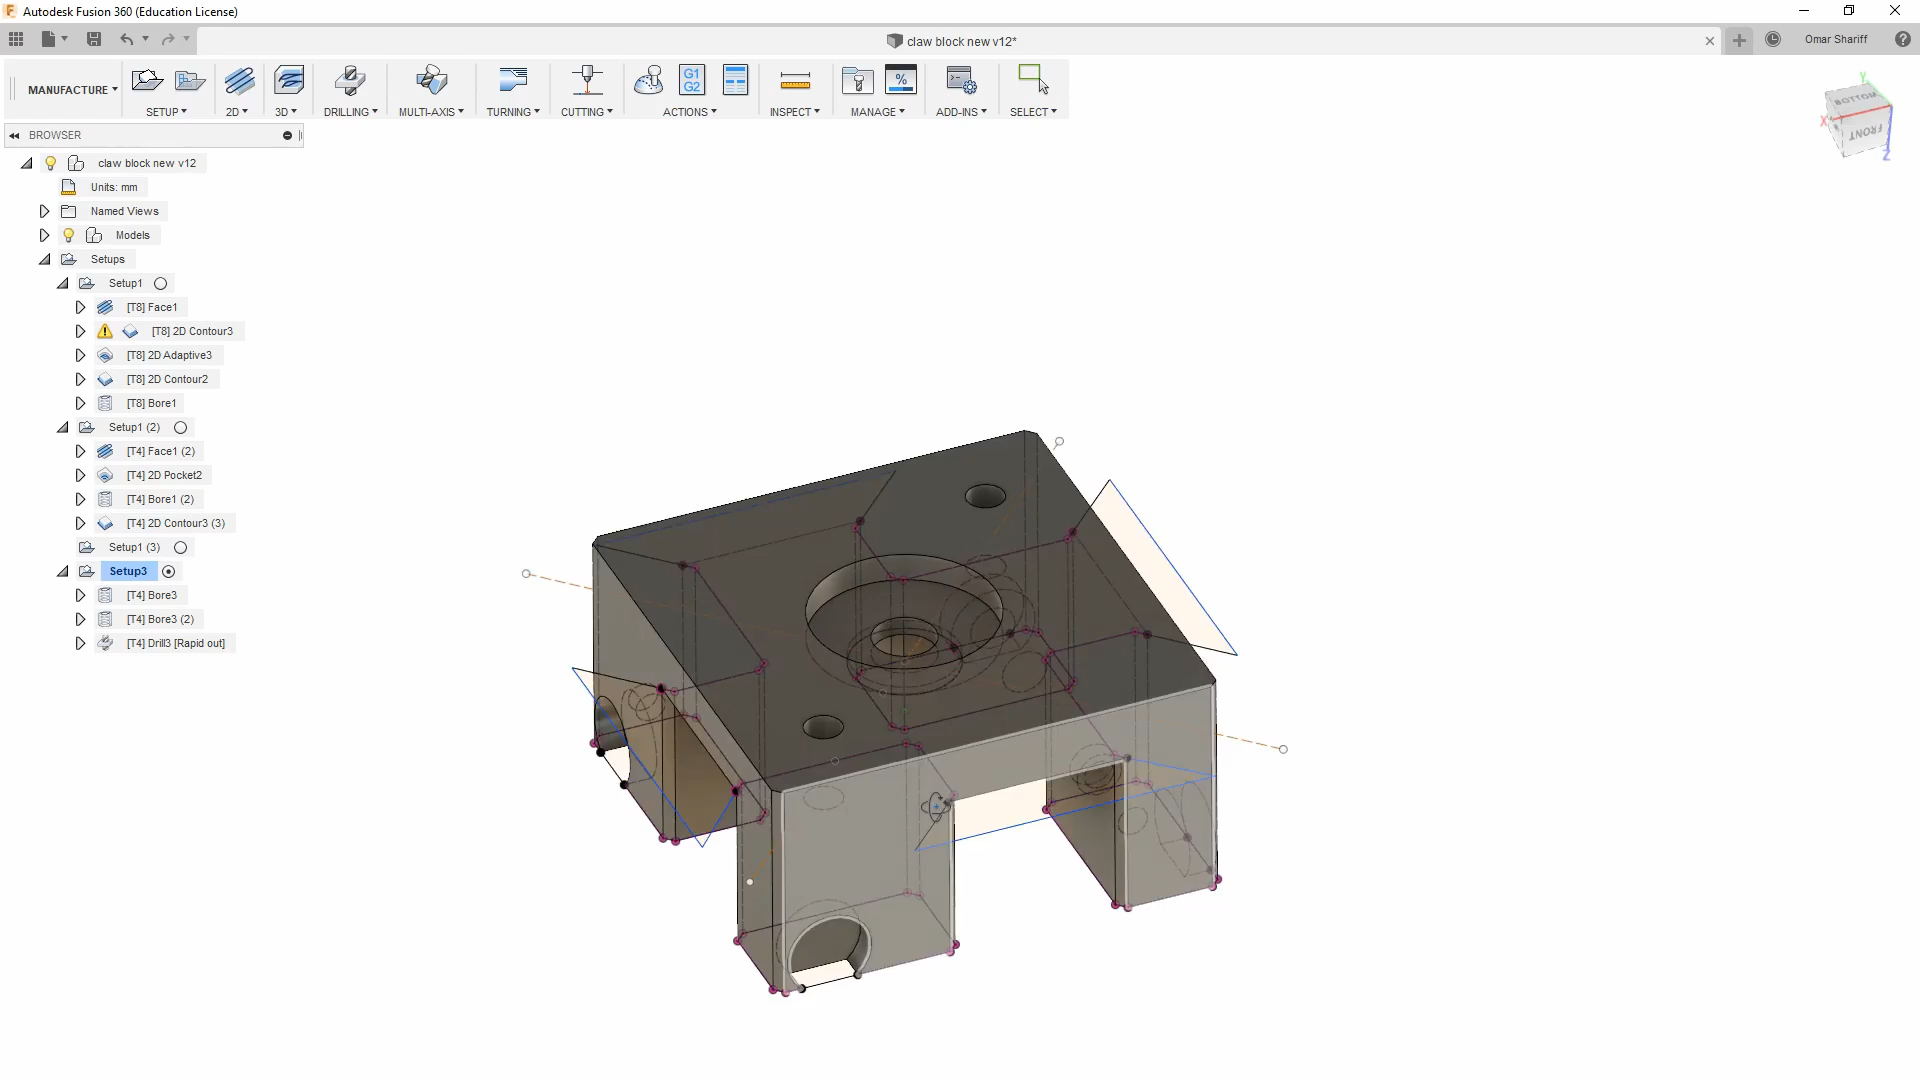 Autodesk Fusion 360 (Education License)
claw block new v12*
Omar Shariff
MANUFACTURE
SETUP
2D
3D
DRILLING
MULTI-AXIS
TURNING
CUTTING
G1
G2
ACTIONS
INSPECT
%
MANAGE
ADD-INS
SELECT
BROWSER
claw block new v12
Units: mm
Named Views
Models
Setups
Setup1
[T8] Face1
[T8] 2D Contour3
[T8] 2D Adaptive3
[T8] 2D Contour2
[T8] Bore1
Setup1 (2)
[T4] Face1 (2)
[T4] 2D Pocket2
[T4] Bore1 (2)
[T4] 2D Contour3 (3)
Setup1 (3)
Setup3
[T4] Bore3
[T4] Bore3 (2)
[T4] Drill3 [Rapid out]
Y
BOTTOM
X
FRONT
Z